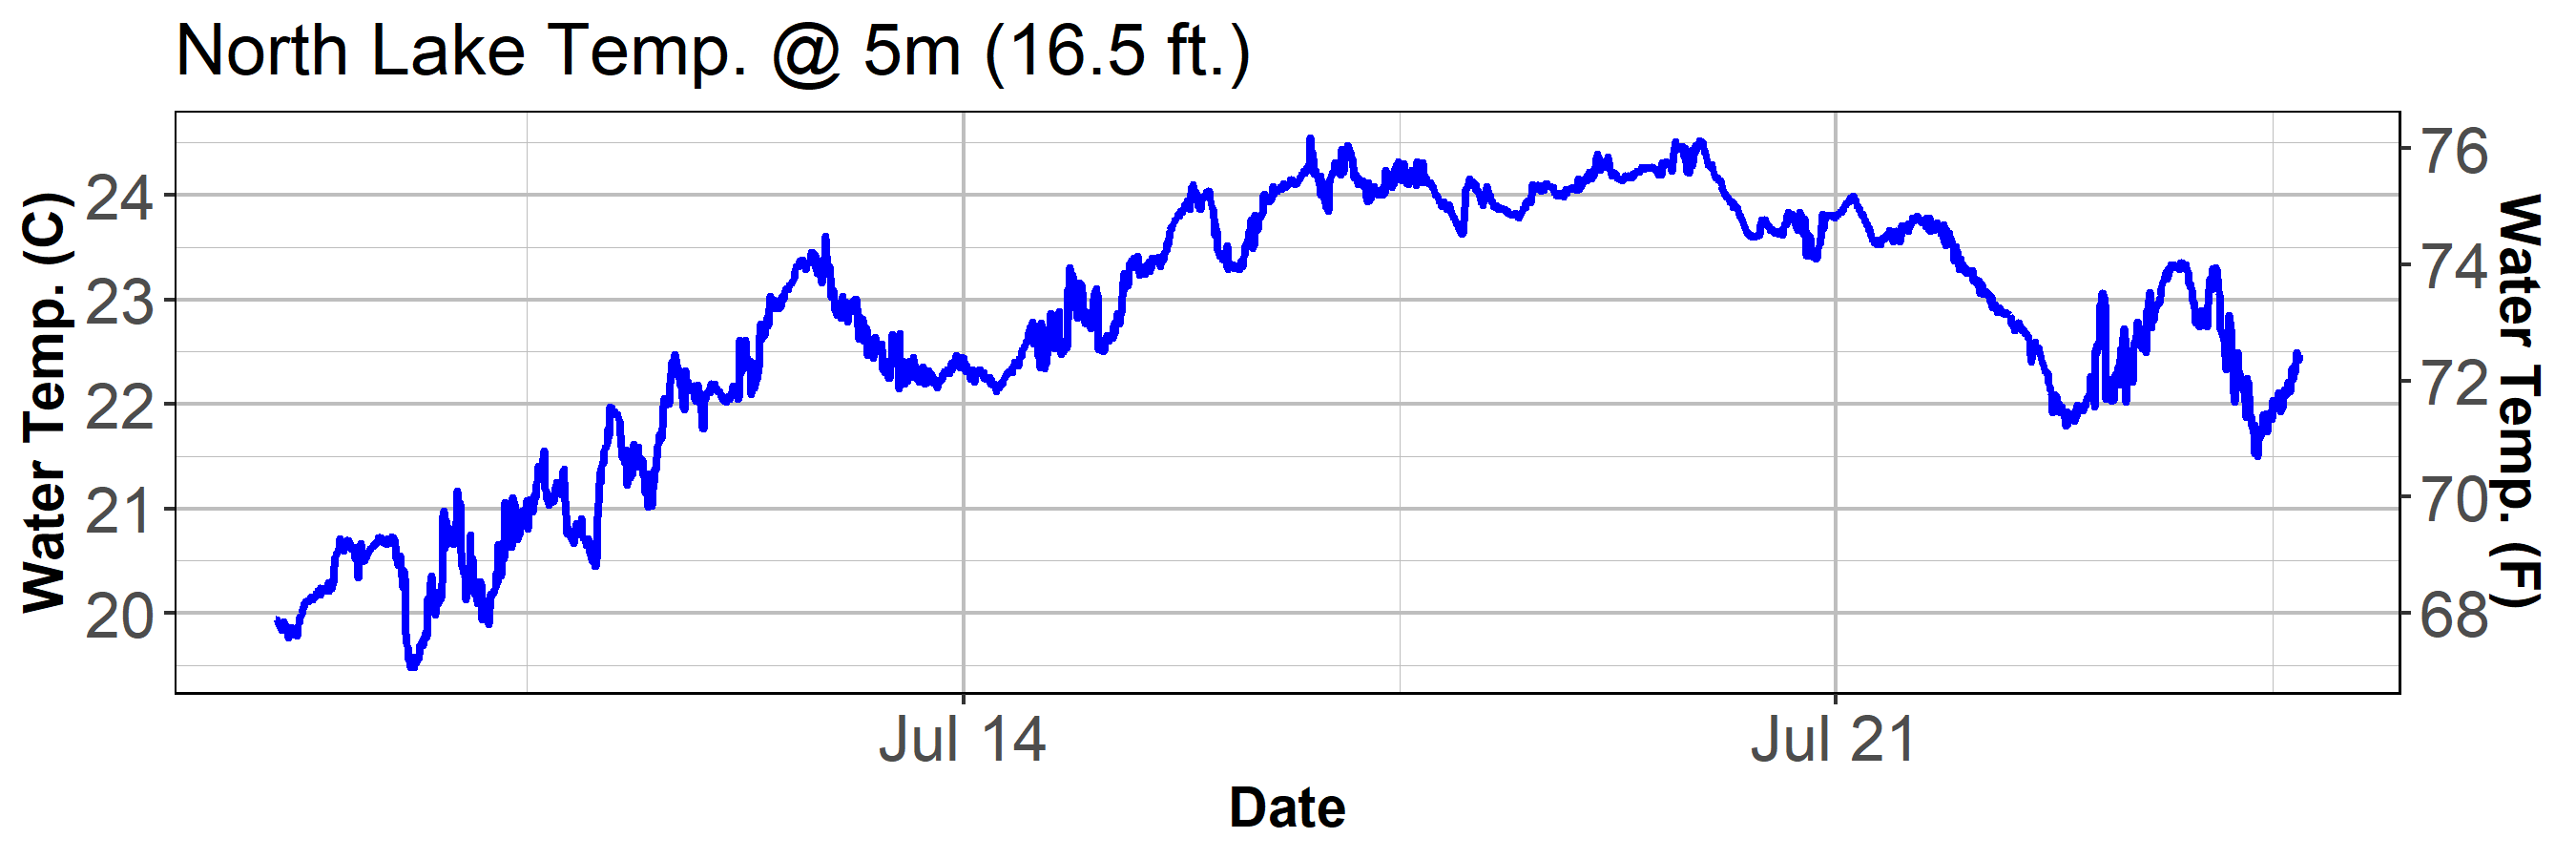 North Lake Temp. @ 5m (16.5 ft.)
Water Temp. (C)
24
23
22
21
20
76
74
72
70
68
Water Temp. (F)
Jul 14
Jul 21
Date